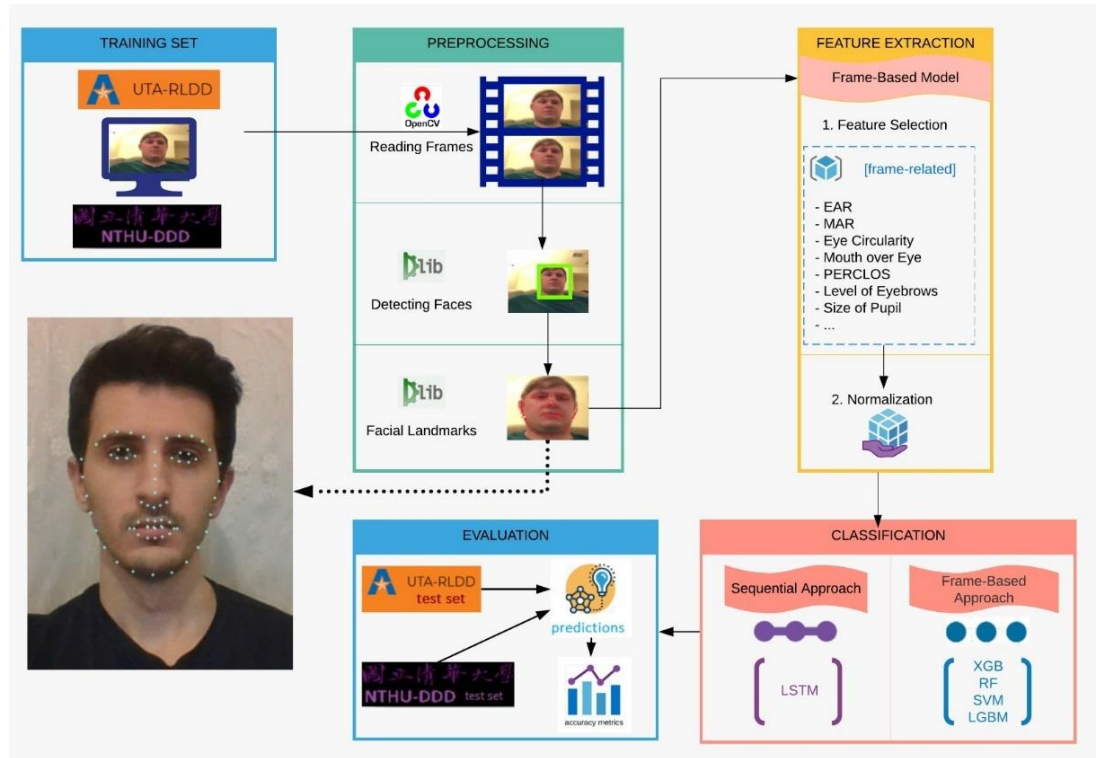 TRAINING SET
UTA-RLDD
國立清華大學
NTHU-DDD
PREPROCESSING
OpenCV
Reading Frames
Dlib
Detecting Faces
Dlib
Facial Landmarks
FEATURE EXTRACTION
Frame-Based Model
1. Feature Selection
[frame-related]
- EAR
- MAR
- Eye Circularity
- Mouth over Eye
- PERCLOS
- Level of Eyebrows
- Size of Pupil
- ...
2. Normalization
EVALUATION
UTA-RLDD
test set
predictions
國立清華大學
NTHU-DDD test set
accuracy metrics
CLASSIFICATION
Sequential Approach
LSTM
Frame-Based
Approach
XGB
RF
SVM
LGBM